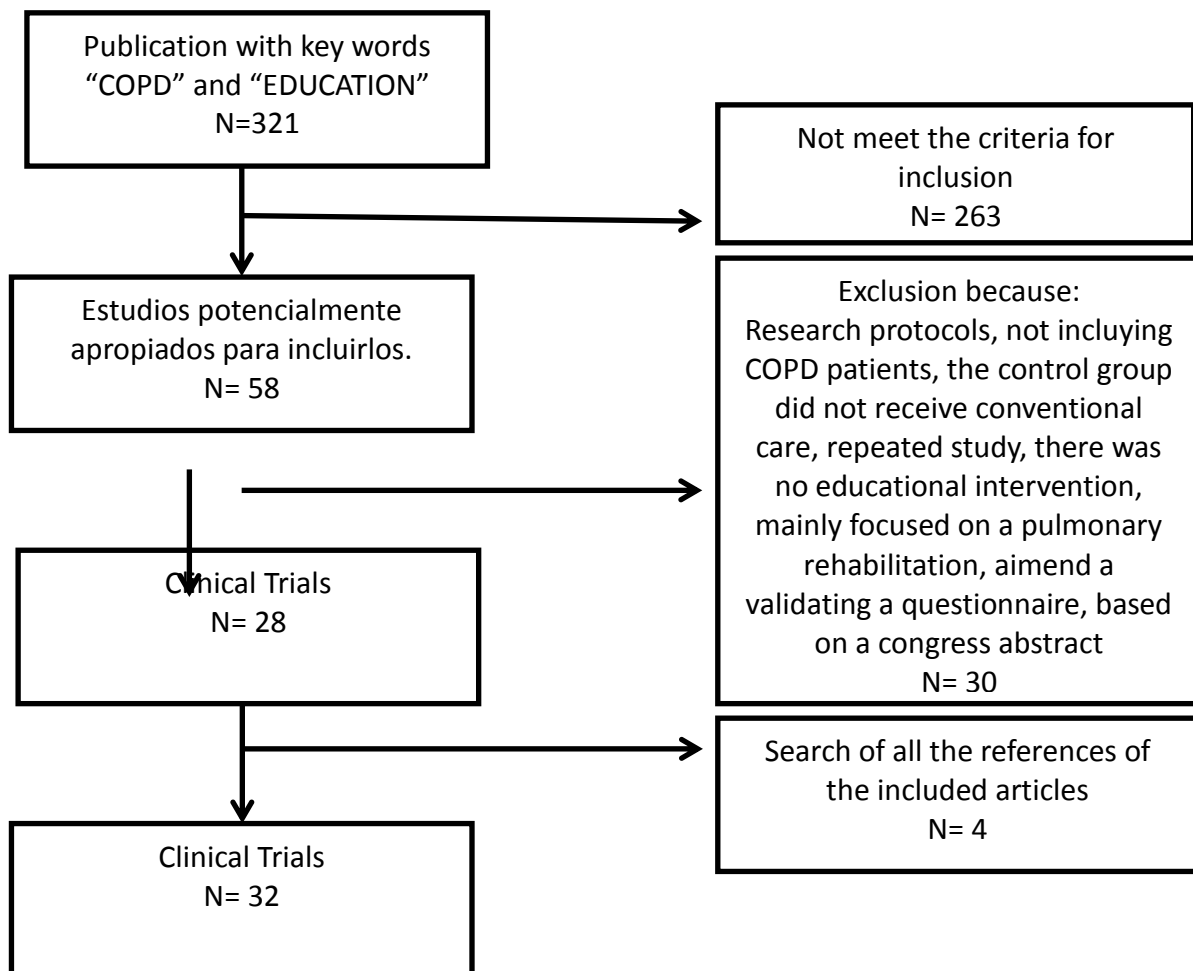 Publication with key words
“COPD” and “EDUCATION”
N=321
Not meet the criteria for
inclusion
N= 263
Estudios potencialmente
apropiados para incluirlos.
N= 58
Exclusion because:
Research protocols, not incluying
COPD patients, the control group
did not receive conventional
care, repeated study, there was
no educational intervention,
mainly focused on a pulmonary
rehabilitation, aimend a
validating a questionnaire, based
on a congress abstract
N= 30
Clinical Trials
N= 28
Search of all the references of
the included articles
N= 4
Clinical Trials
N= 32